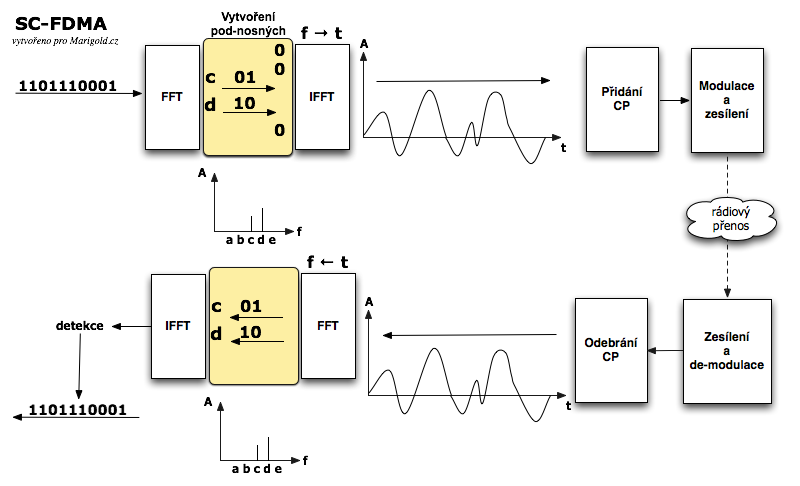 SC-FDMA
vytvořeno pro Marigold.cz
Vytvoření
pod-nosných
f → t
1101110001
FFT
0
0
c 01
d 10
0
IFFT
A
t
Přidání
CP
Modulace
a
zesílení
A
a b c d e
f
rádiový
přenos
f ← t
detekce
IFFT
c 01
d 10
FFT
A
t
Odebrání
CP
Zesílení
a
de-modulace
1101110001
A
a b c d e
f